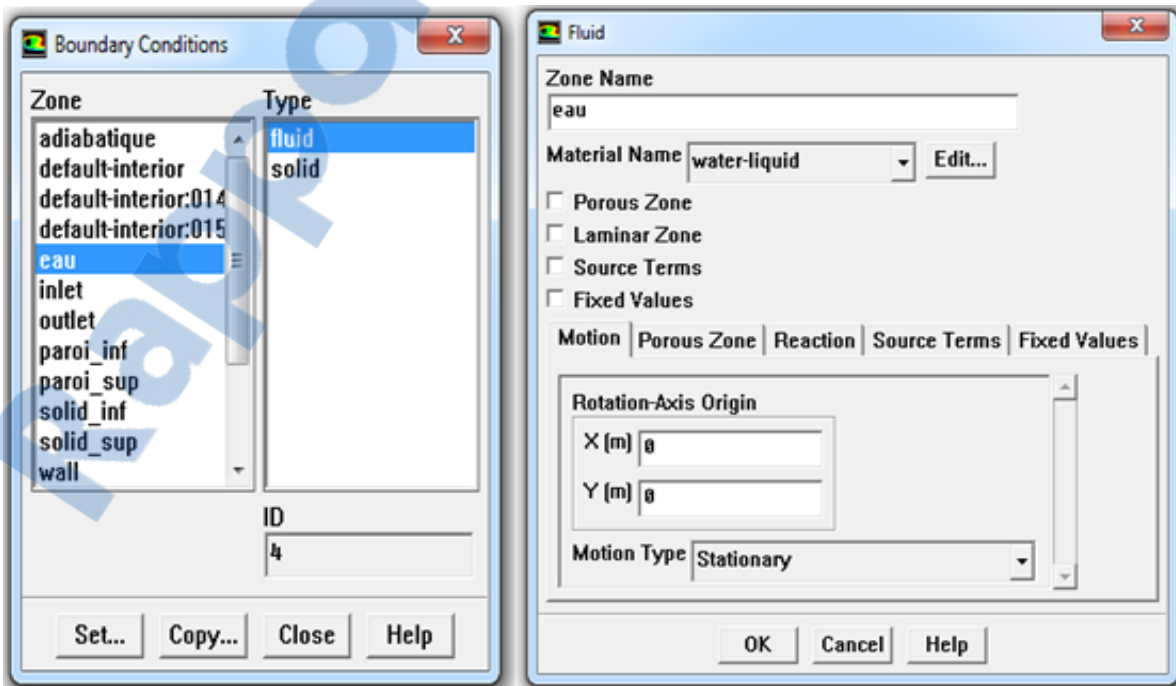 Boundary Conditions
Zone
Type
adiabatique
default-interior
default-interior:014
default-interior:015
eau
inlet
outlet
paroi_inf
paroi_sup
solid_inf
solid_sup
wall
fluid
solid
ID
4
Set... Copy... Close Help
Fluid
Zone Name
eau
Material Name water-liquid Edit...
Porous Zone
Laminar Zone
Source Terms
Fixed Values
Motion Porous Zone Reaction Source Terms Fixed Values
Rotation-Axis Origin
X (m) 0
Y (m) 0
Motion Type Stationary
OK Cancel Help